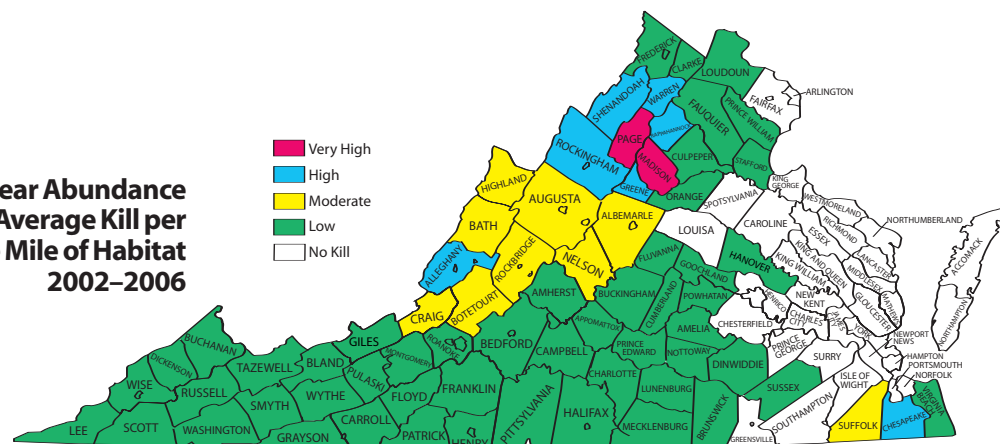 ear Abundance
Average Kill per
Mile of Habitat
2002–2006
Very High
High
Moderate
Low
No Kill
FREDERICK
CLARKE
LOUDOUN
ARLINGTON
FAIRFAX
SHENANDOAH
WARREN
FAUQUIER
PRINCE WILLIAM
RAPPAHANNOCK
PAGE
ROCKINGHAM
MADISON
CULPEPER
STAFFORD
GREENE
ORANGE
KING
GEORGE
HIGHLAND
AUGUSTA
SPOTSYLVANIA
WESTMORELAND
ALBEMARLE
CAROLINE
NORTHUMBERLAND
BATH
LOUISA
ESSEX
RICHMOND
ACCOMACK
ALLEGHANY
ROCKBRIDGE
NELSON
FLUVANNA
HANOVER
KING AND QUEEN
KING WILLIAM
LANCASTER
GOOCHLAND
MIDDLESEX
AMHERST
BUCKINGHAM
CUMBERLAND
POWHATAN
HENRICO
NEW
KENT
GLOUCESTER
MATHEWS
NORTHAMPTON
CRAIG
BOTETOURT
APPOMATTOX
AMELIA
CHESTERFIELD
CHARLES
CITY
JAMES
CITY
YORK
GILES
ROANOKE
BEDFORD
CAMPBELL
PRINCE
EDWARD
NOTTOWAY
PRINCE
GEORGE
SURRY
NEWPORT
NEWS
HAMPTON
PORTSMOUTH
NORFOLK
BUCHANAN
DICKENSON
TAZEWELL
BLAND
MONTGOMERY
PULASKI
CHARLOTTE
DINWIDDIE
ISLE OF
WIGHT
WISE
RUSSELL
SMYTH
WYTHE
FLOYD
FRANKLIN
PITTSYLVANIA
HALIFAX
LUNENBURG
SUSSEX
SOUTHAMPTON
VIRGINIA
BEACH
LEE
SCOTT
WASHINGTON
GRAYSON
CARROLL
PATRICK
HENRY
MECKLENBURG
BRUNSWICK
GREENSVILLE
SUFFOLK
CHESAPEAKE